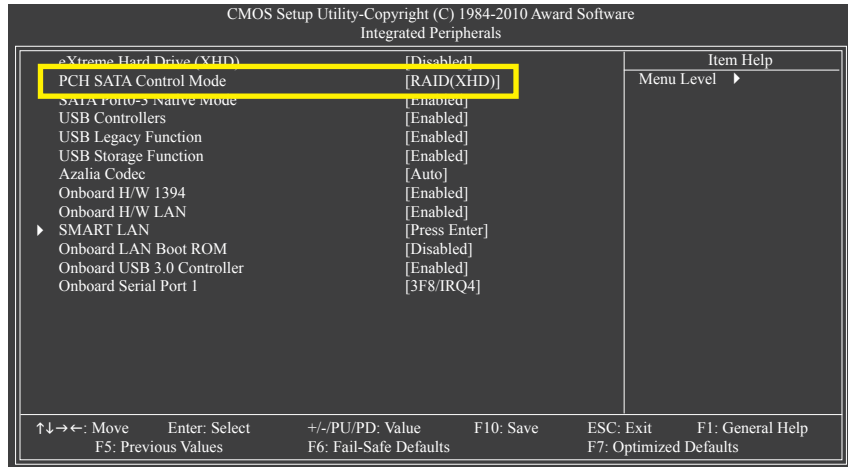 CMOS Setup Utility-Copyright (C) 1984-2010 Award Software
Integrated Peripherals
eXtreme Hard Drive (XHD) [Disabled]
Item Help
PCH SATA Control Mode [RAID(XHD)]
Menu Level ▶
SATA Port0-3 Native Mode [Enabled]
USB Controllers [Enabled]
USB Legacy Function [Enabled]
USB Storage Function [Enabled]
Azalia Codec [Auto]
Onboard H/W 1394 [Enabled]
Onboard H/W LAN [Enabled]
▶ SMART LAN [Press Enter]
Onboard LAN Boot ROM [Disabled]
Onboard USB 3.0 Controller [Enabled]
Onboard Serial Port 1 [3F8/IRQ4]
↑↓→←: Move Enter: Select +/-/PU/PD: Value F10: Save ESC: Exit F1: General Help
F5: Previous Values F6: Fail-Safe Defaults F7: Optimized Defaults